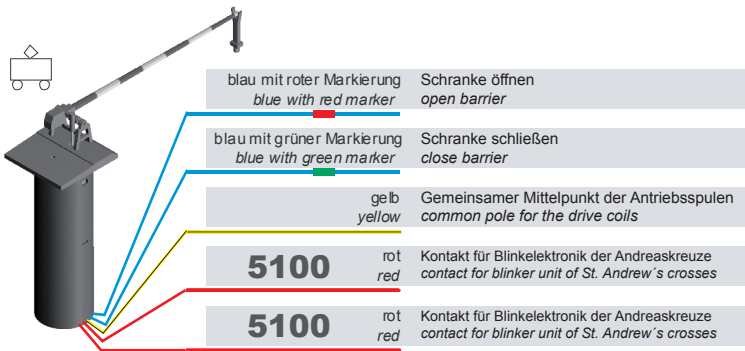 blau mit roter Markierung Schranke öffnen
blue with red marker open barrier
blau mit grüner Markierung Schranke schließen
blue with green marker close barrier
gelb Gemeinsamer Mittelpunkt der Antriebsspulen
yellow common pole for the drive coils
5100 rot Kontakt für Blinkelektronik der Andreaskreuze
red contact for blinker unit of St. Andrew´s crosses
5100 rot Kontakt für Blinkelektronik der Andreaskreuze
red contact for blinker unit of St. Andrew´s crosses